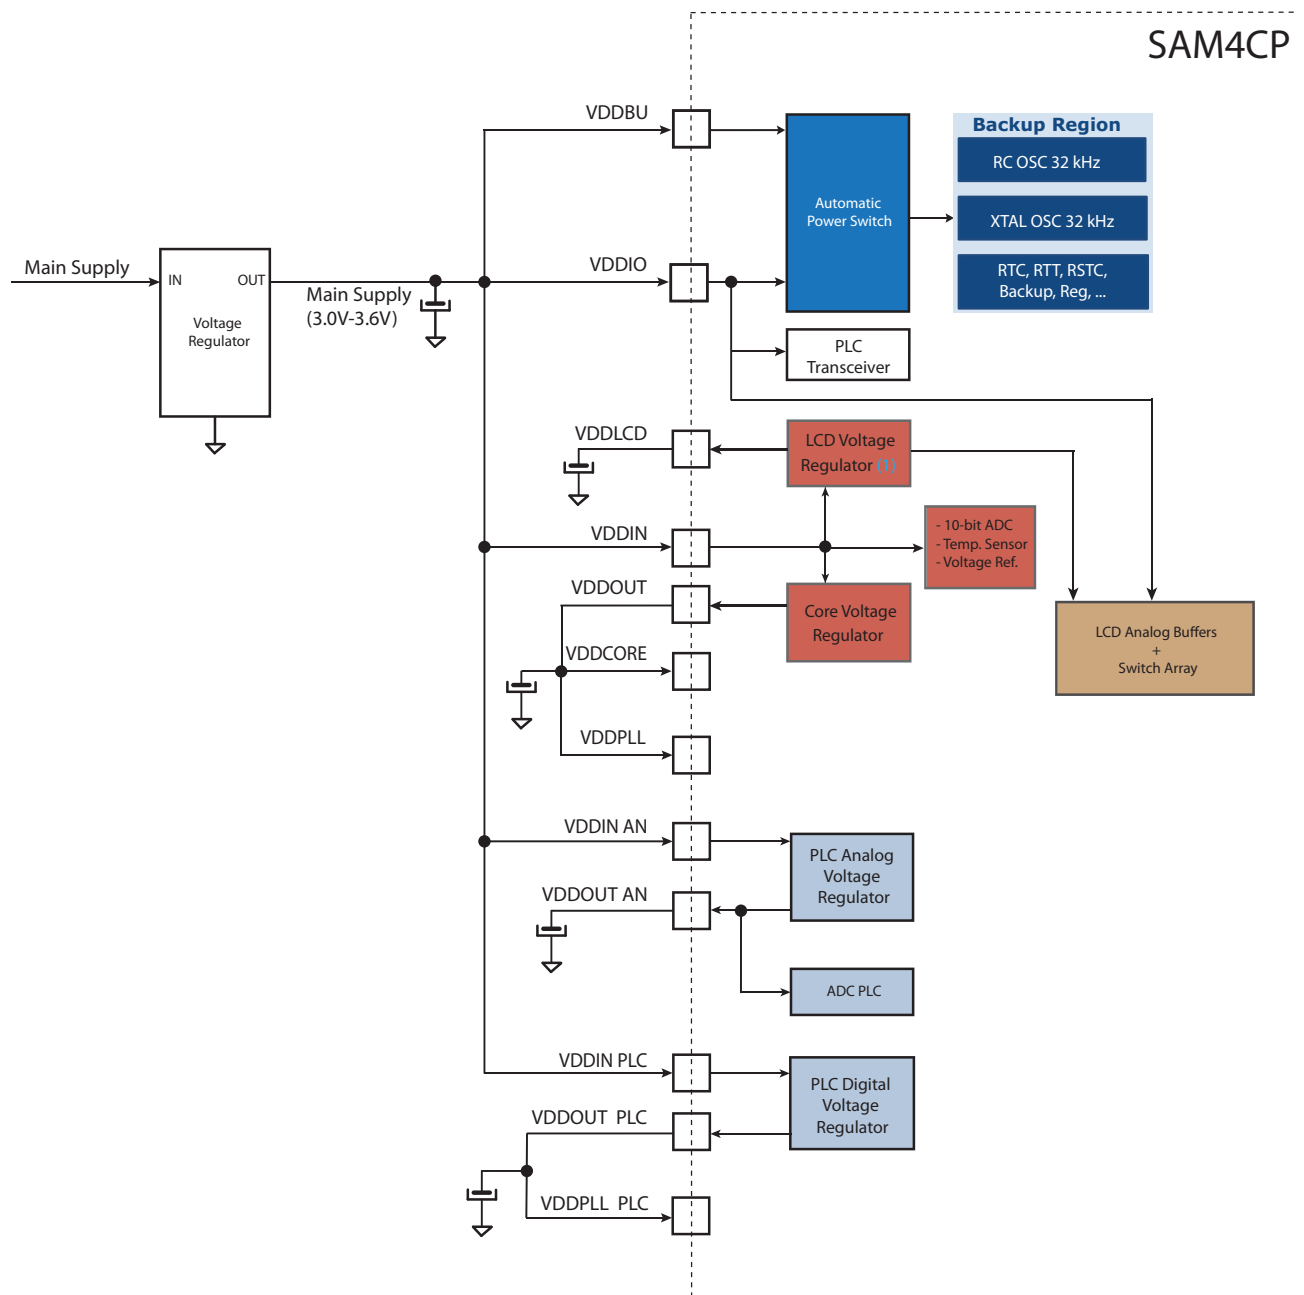 SAM4CP
VDDBU
Backup Region
RC OSC 32 kHz
Automatic
Power Switch
XTAL OSC 32 kHz
Main Supply
VDDIO
RTC, RTT, RSTC,
Backup, Reg, ...
IN
OUT
Main Supply
(3.0V-3.6V)
Voltage
Regulator
PLC
Transceiver
VDDLCD
LCD Voltage
Regulator (1)
VDDIN
- 10-bit ADC
- Temp. Sensor
- Voltage Ref.
VDDOUT
Core Voltage
Regulator
LCD Analog Buffers
+
Switch Array
VDDCORE
VDDPLL
VDDIN AN
PLC Analog
Voltage
Regulator
VDDOUT AN
ADC PLC
VDDIN PLC
PLC Digital
Voltage
Regulator
VDDOUT PLC
VDDPLL PLC